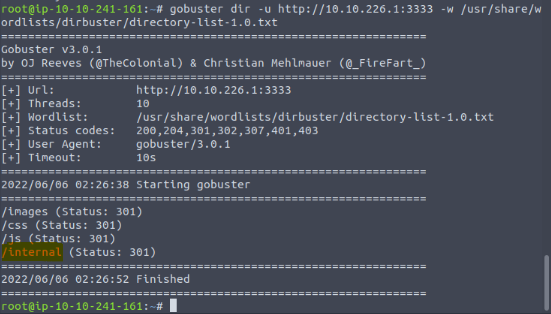 root@ip-10-10-241-161:~# gobuster dir -u http://10.10.226.1:3333 -w /usr/share/w
ordlists/dirbuster/directory-list-1.0.txt
===============================================================
Gobuster v3.0.1
by OJ Reeves (@TheColonial) & Christian Mehlmauer (@_FireFart_)
===============================================================
[+] Url:            http://10.10.226.1:3333
[+] Threads:        10
[+] Wordlist:       /usr/share/wordlists/dirbuster/directory-list-1.0.txt
[+] Status codes:   200,204,301,302,307,401,403
[+] User Agent:     gobuster/3.0.1
[+] Timeout:        10s
===============================================================
2022/06/06 02:26:38 Starting gobuster
===============================================================
/images (Status: 301)
/css (Status: 301)
/js (Status: 301)
/internal (Status: 301)
===============================================================
2022/06/06 02:26:52 Finished
===============================================================
root@ip-10-10-241-161:~#